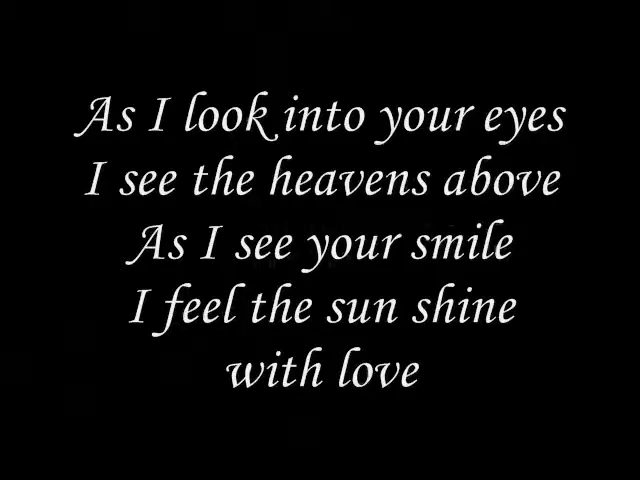 As I look into your eyes
I see the heavens above
As I see your smile
I feel the sun shine
with love